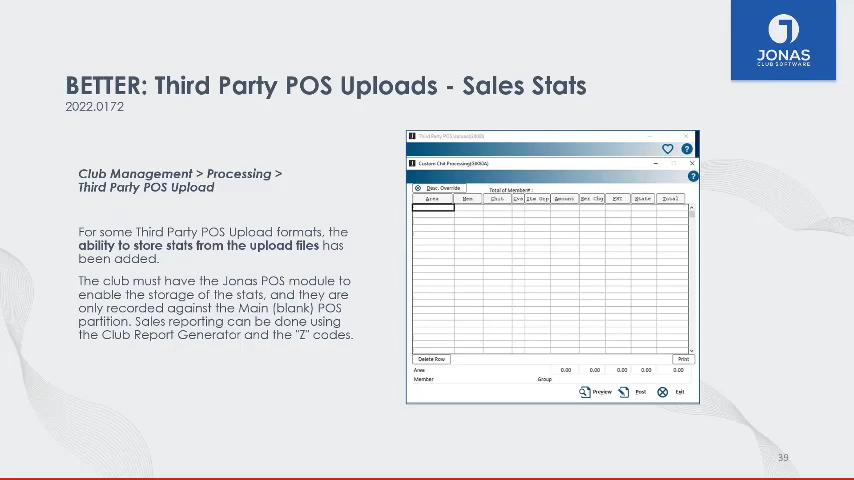 JONAS
CLUB SOFTWARE
BETTER: Third Party POS Uploads - Sales Stats
2022.0172
Club Management > Processing >
Third Party POS Upload
For some Third Party POS Upload formats, the
ability to store stats from the upload files has
been added.
The club must have the Jonas POS module to
enable the storage of the stats, and they are
only recorded against the Main (blank) POS
partition. Sales reporting can be done using
the Club Report Generator and the "Z" codes.
Third Party POS Upload
Custom Chit Processing(GI000A)
Desc. Override
Total of Member# :
Area Mem Chit Cvs Itm Grp Amount Ser Chg State Total
Delete Row Print
Area 0.00 0.00 0.00 0.00 0.00
Member Group
Preview Post Exit
39